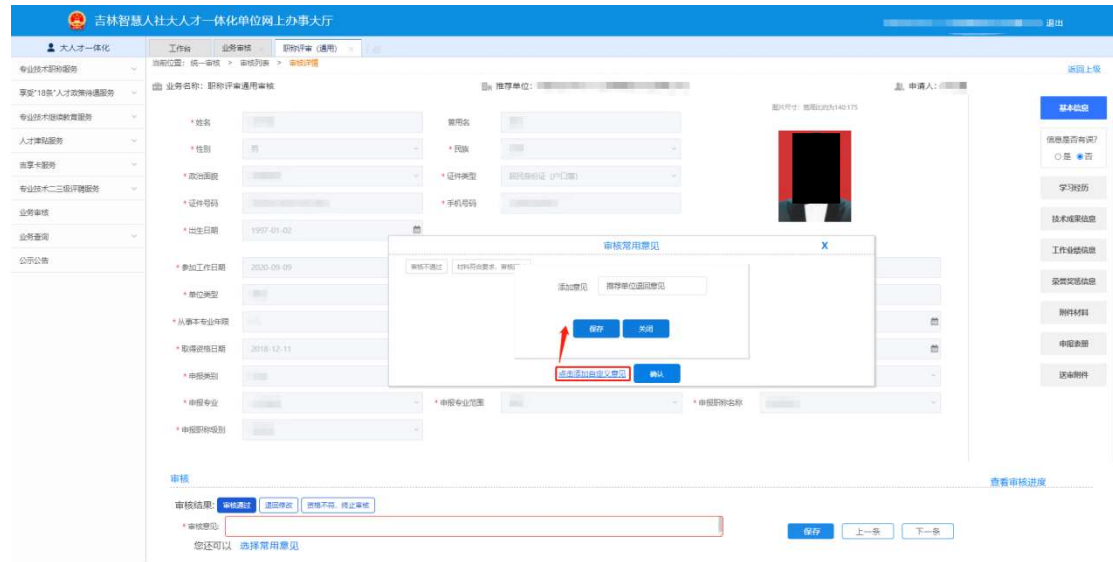 吉林智慧人社大人才一体化单位网上办事大厅
退出
大人才一体化
工作台 业务审核 职称评审（通用）
当前位置：统一审核 > 审核列表 > 审核详情
返回上级
专业技术职称服务
享受"18条"人才政策待遇服务
专业技术继续教育服务
人才津贴服务
吉享卡服务
专业技术二三级评聘服务
业务审核
业务查询
公示公告
业务名称：职称评审通用审核
推荐单位：
申请人：
* 姓名
曾用名
* 性别 男
* 民族
* 政治面貌
* 证件类型 居民身份证（户口簿）
* 证件号码
* 手机号码
* 出生日期 1997-01-02
* 参加工作日期 2020-09-09
* 单位类型
* 从事本专业年限
* 取得资格日期 2018-12-11
* 申报类别
* 申报专业
* 申报专业范围
* 申报职称名称
* 申报职称级别
基本信息
信息是否有误?
是 否
学习经历
技术成果信息
工作业绩信息
荣誉奖惩信息
附件材料
申报表册
送审附件
审核常用意见 X
审核不通过 材料符合要求，审核
添加意见 推荐单位退回意见
保存 关闭
点击添加自定义意见 确认
审核
查看审核进度
审核结果: 审核通过 退回修改 资格不符，终止审核
* 审核意见:
保存 上一条 下一条
您还可以 选择常用意见